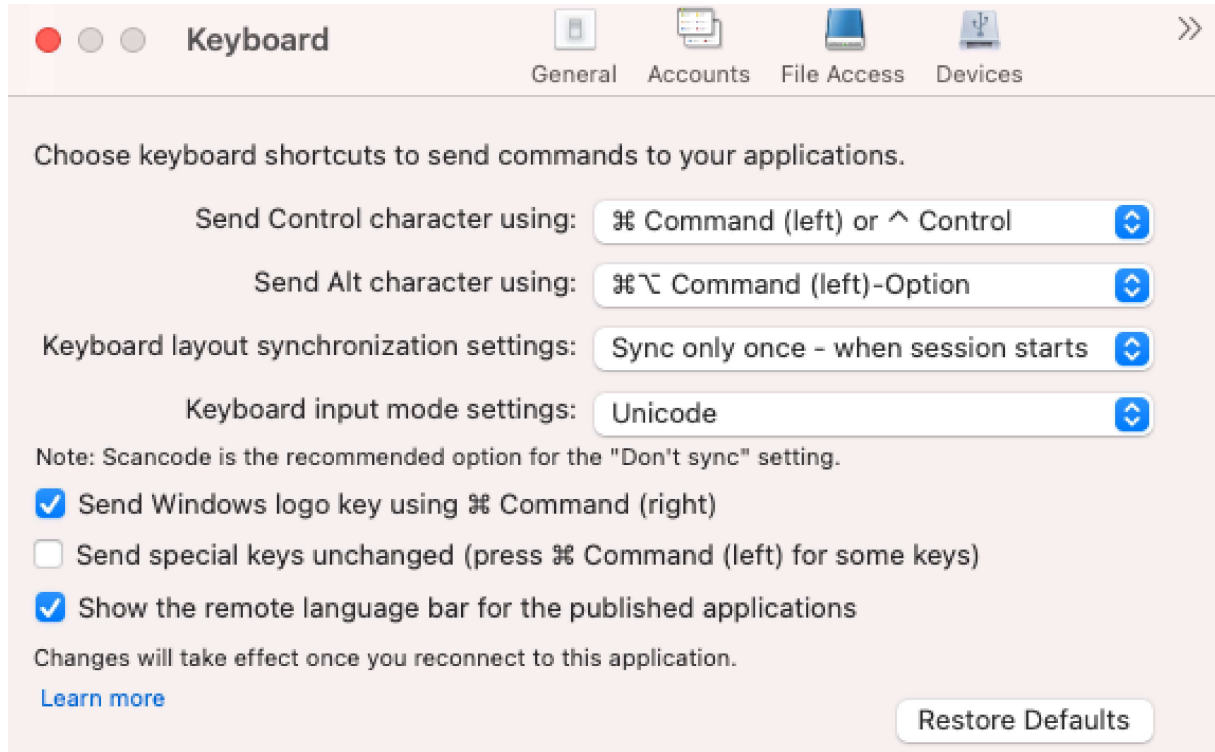 Keyboard
General Accounts File Access Devices
Choose keyboard shortcuts to send commands to your applications.
Send Control character using: ⌘ Command (left) or ^ Control
Send Alt character using: ⌘⌥ Command (left)-Option
Keyboard layout synchronization settings: Sync only once - when session starts
Keyboard input mode settings: Unicode
Note: Scancode is the recommended option for the "Don't sync" setting.
Send Windows logo key using ⌘ Command (right)
Send special keys unchanged (press ⌘ Command (left) for some keys)
Show the remote language bar for the published applications
Changes will take effect once you reconnect to this application.
Learn more
Restore Defaults